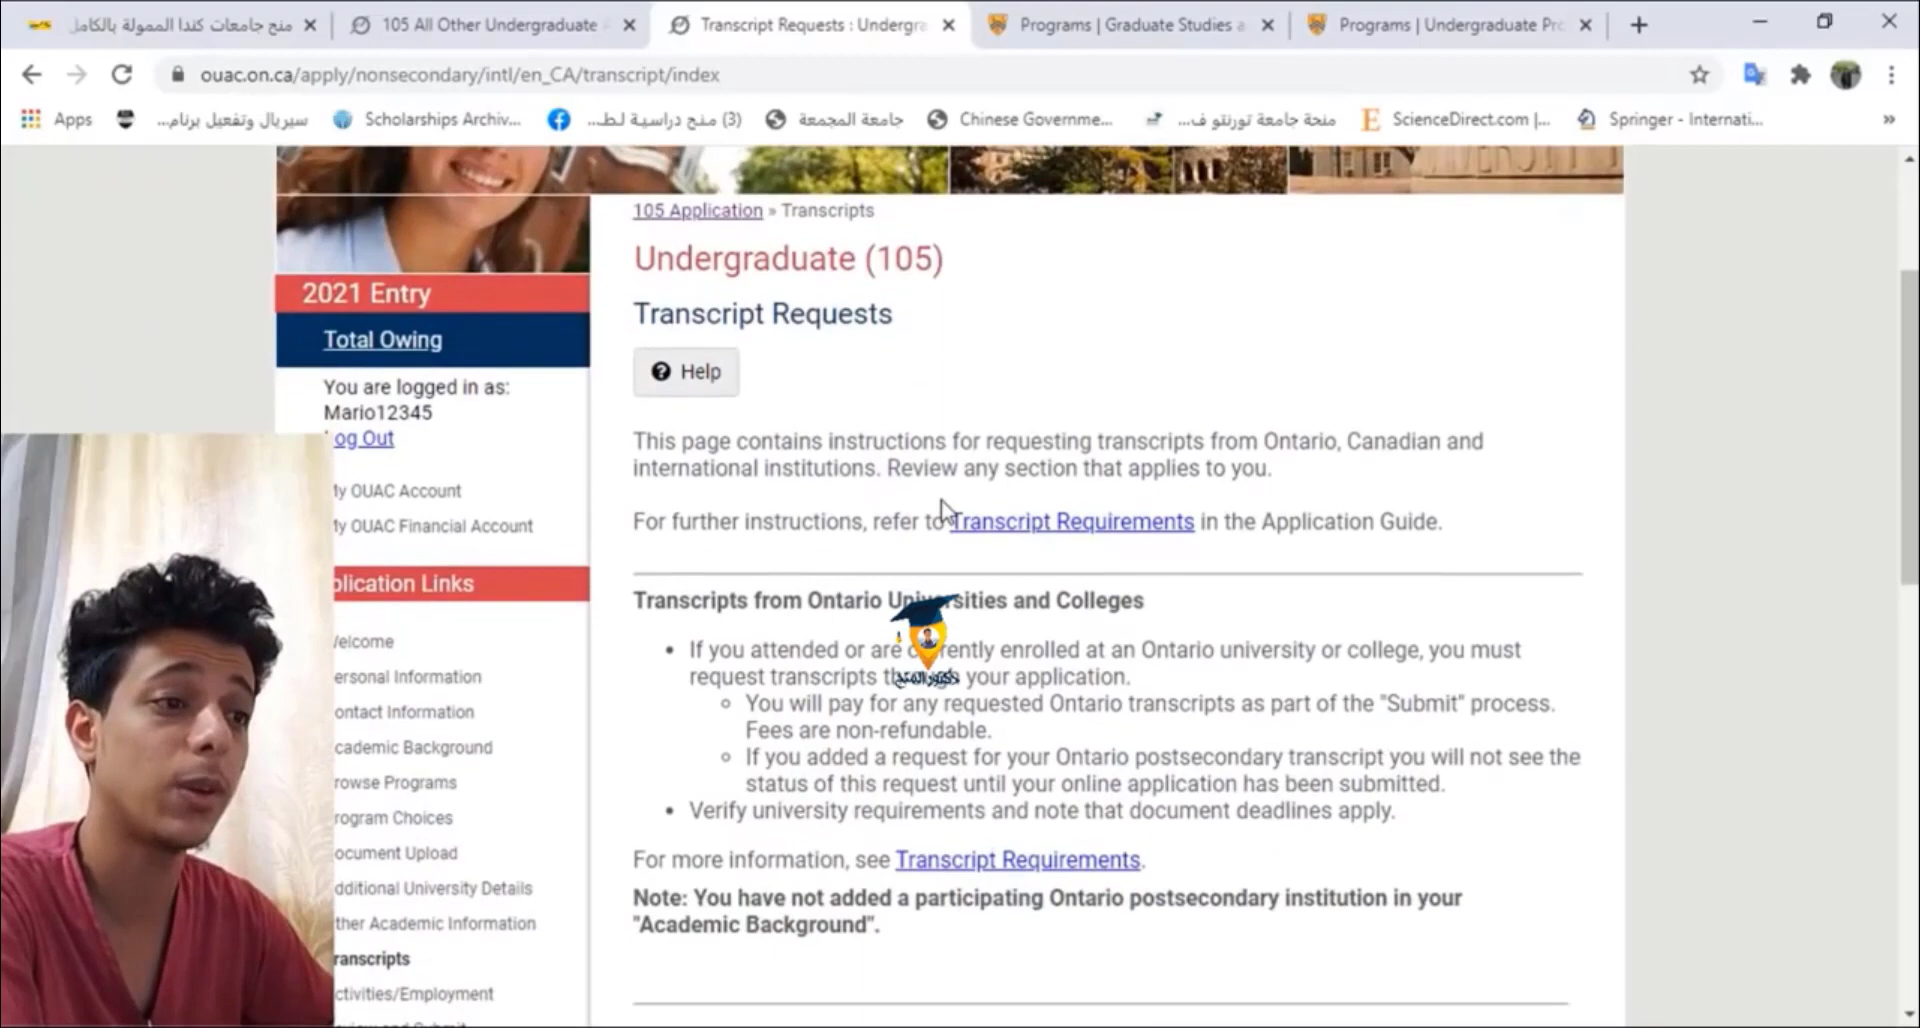 منح جامعات كندا الممولة بالكامل
105 All Other Undergraduate
Transcript Requests : Undergra
Programs | Graduate Studies a
Programs | Undergraduate Pro
ouac.on.ca/apply/nonsecondary/intl/en_CA/transcript/index
Apps
سيريال وتفعيل برنام...
Scholarships Archiv...
(3) منح دراسية لط...
جامعة المجمعة
Chinese Governme...
منحة جامعة تورنتو ف...
ScienceDirect.com |...
Springer - Internati...
105 Application » Transcripts
Undergraduate (105)
Transcript Requests
Help
This page contains instructions for requesting transcripts from Ontario, Canadian and
international institutions. Review any section that applies to you.
For further instructions, refer to Transcript Requirements in the Application Guide.
Transcripts from Ontario Universities and Colleges
• If you attended or are currently enrolled at an Ontario university or college, you must
request transcripts through your application.
دكتور المنح
You will pay for any requested Ontario transcripts as part of the "Submit" process.
Fees are non-refundable.
If you added a request for your Ontario postsecondary transcript you will not see the
status of this request until your online application has been submitted.
• Verify university requirements and note that document deadlines apply.
For more information, see Transcript Requirements.
Note: You have not added a participating Ontario postsecondary institution in your
"Academic Background".
2021 Entry
Total Owing
You are logged in as:
Mario12345
og Out
y OUAC Account
y OUAC Financial Account
plication Links
elcome
ersonal Information
ontact Information
cademic Background
rowse Programs
rogram Choices
ocument Upload
dditional University Details
ther Academic Information
ranscripts
ctivities/Employment